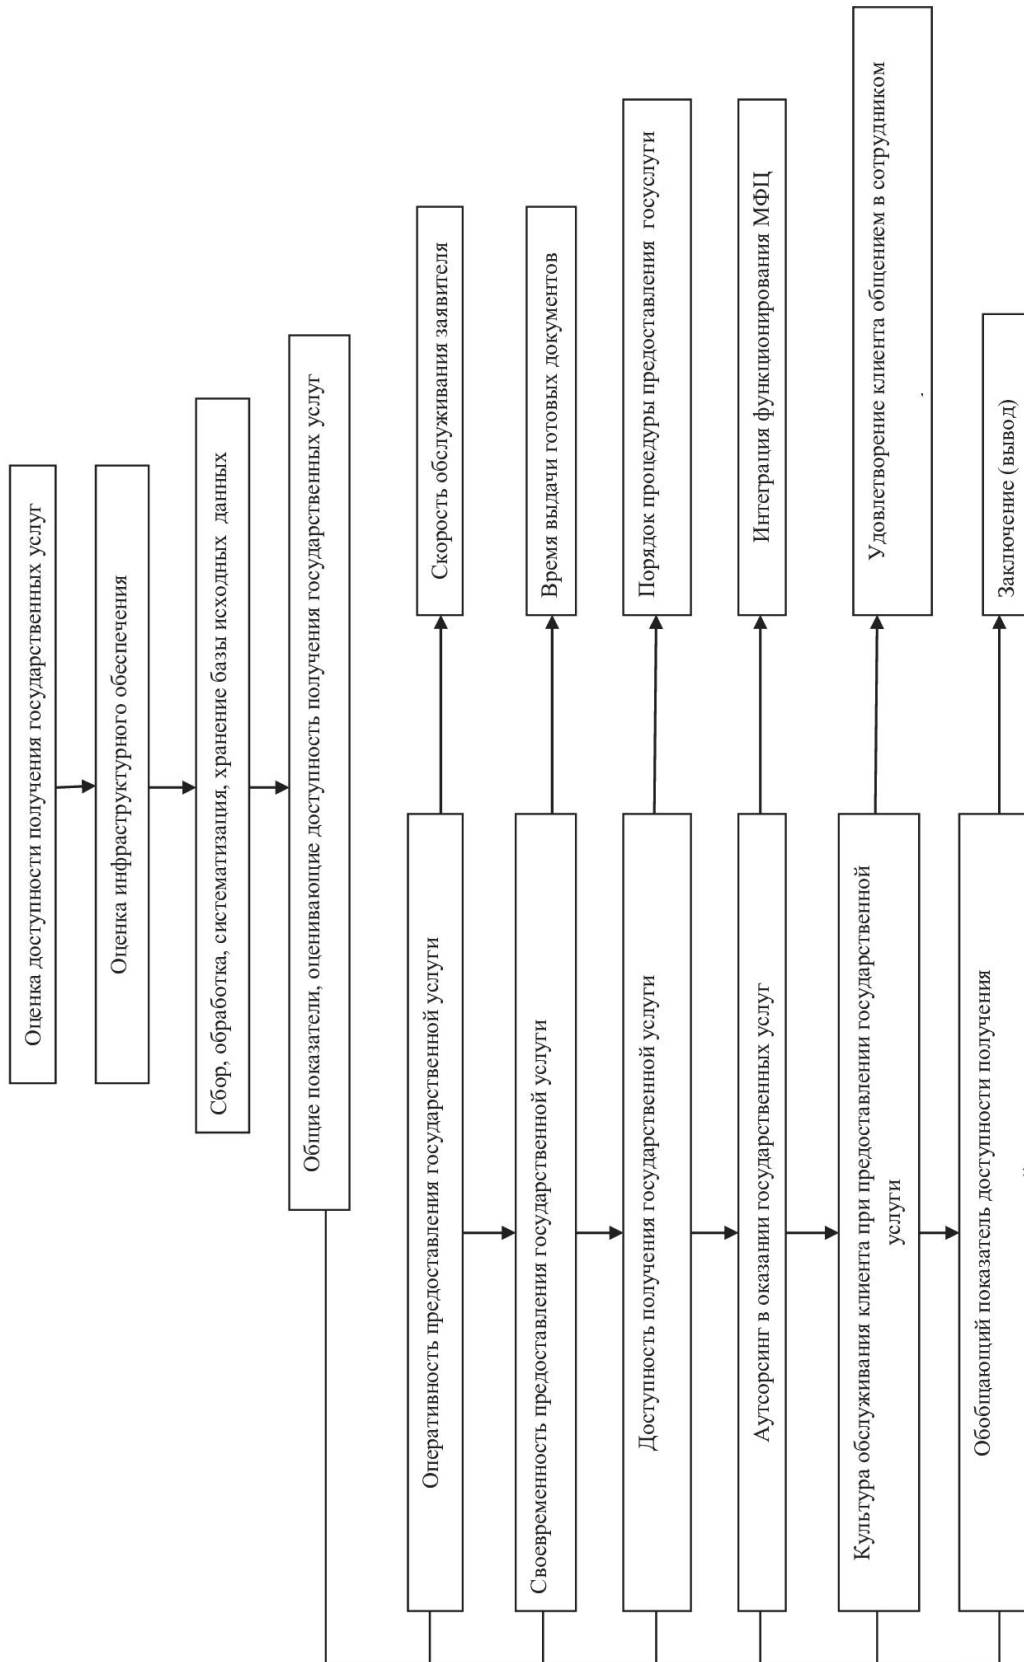 Оценка доступности получения государственных услуг
Оценка инфраструктурного обеспечения
Сбор, обработка, систематизация, хранение базы исходных данных
Общие показатели, оценивающие доступность получения государственных услуг
Оперативность предоставления государственной услуги
Скорость обслуживания заявителя
Своевременность предоставления государственной услуги
Время выдачи готовых документов
Доступность получения государственной услуги
Порядок процедуры предоставления госуслуги
Аутсорсинг в оказании государственных услуг
Интеграция функционирования МФЦ
Культура обслуживания клиента при предоставлении государственной
услуги
Удовлетворение клиента общением в сотрудником
Обобщающий показатель доступности получения
Заключение (вывод)